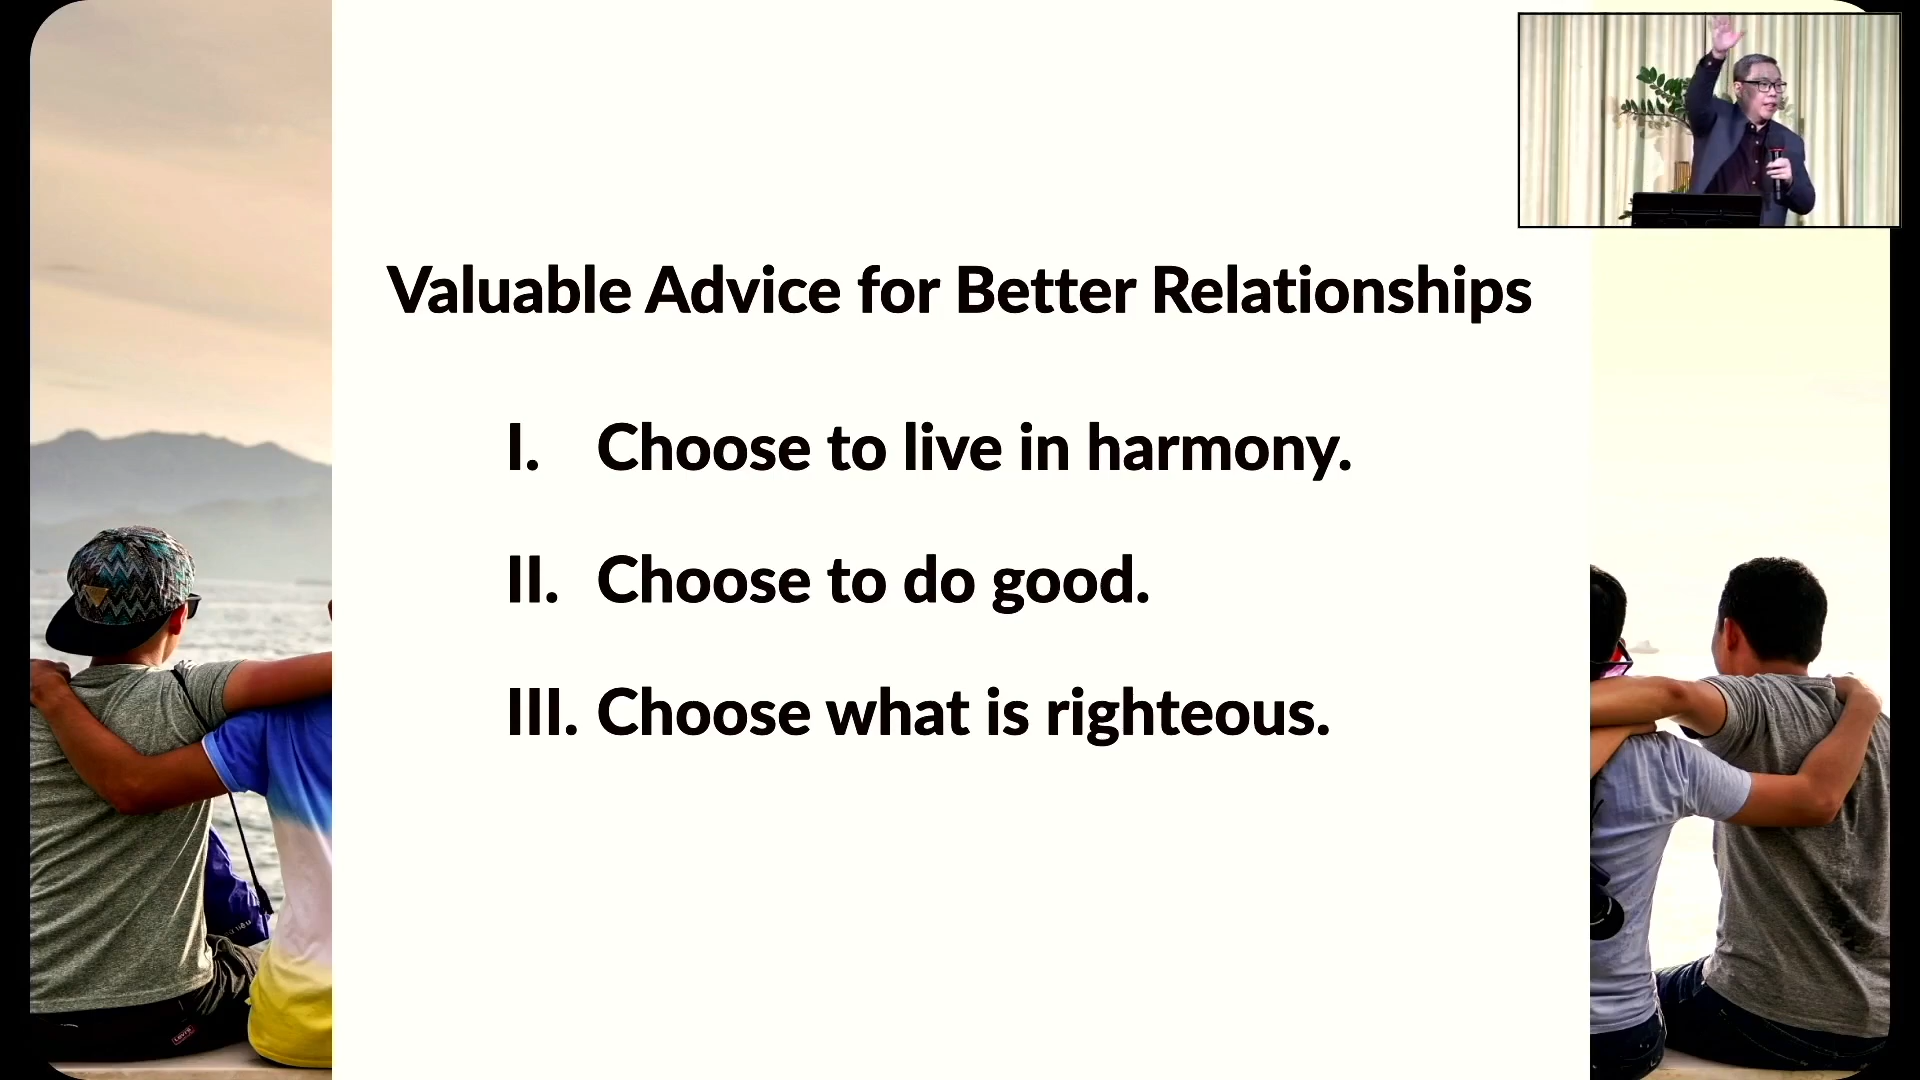 Valuable Advice for Better Relationships
I. Choose to live in harmony.
II. Choose to do good.
III. Choose what is righteous.